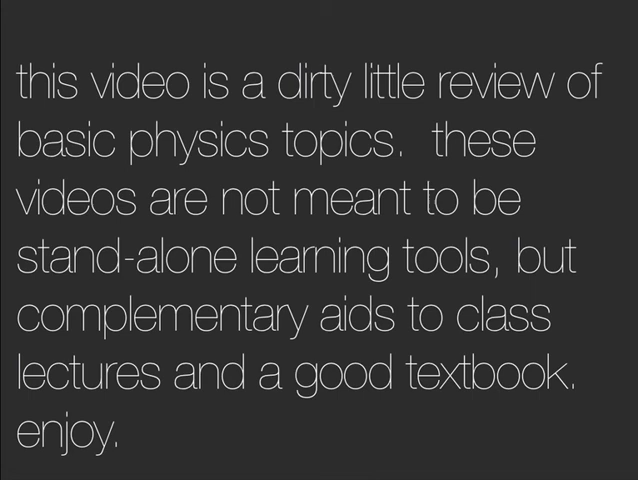 this video is a dirty little review of
basic physics topics.  these
videos are not meant to be
stand-alone learning tools, but
complementary aids to class
lectures and a good textbook.
enjoy.